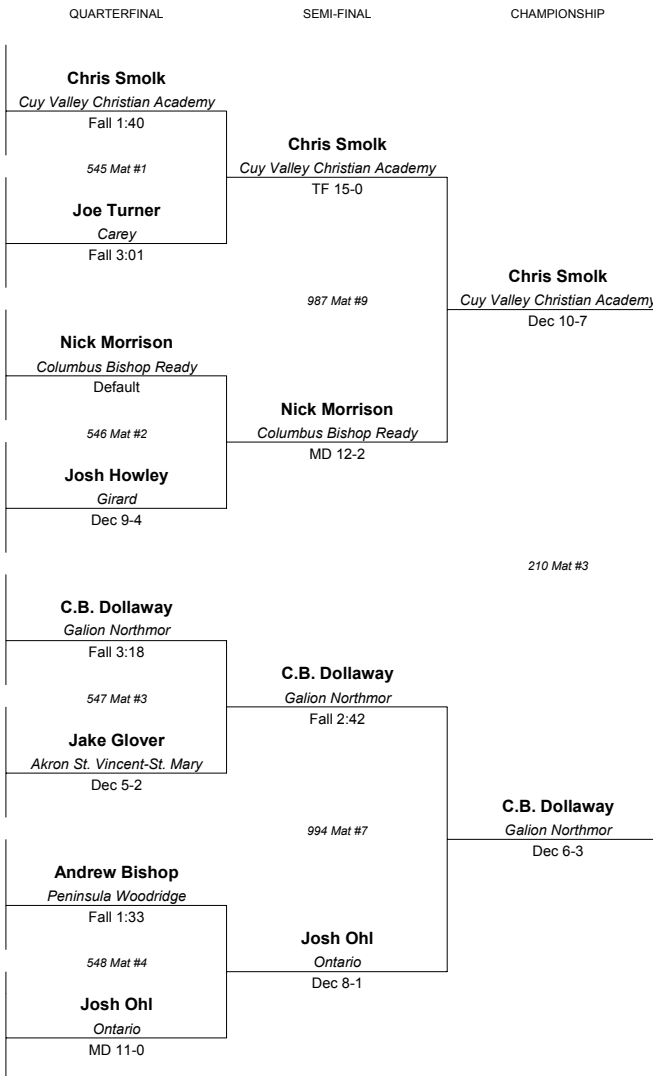 QUARTERFINAL SEMI-FINAL CHAMPIONSHIP
Chris Smolk
Cuy Valley Christian Academy
Fall 1:40
545 Mat #1
Joe Turner
Carey
Fall 3:01
Nick Morrison
Columbus Bishop Ready
Default
546 Mat #2
Josh Howley
Girard
Dec 9-4
C.B. Dollaway
Galion Northmor
Fall 3:18
547 Mat #3
Jake Glover
Akron St. Vincent-St. Mary
Dec 5-2
Andrew Bishop
Peninsula Woodridge
Fall 1:33
548 Mat #4
Josh Ohl
Ontario
MD 11-0
Chris Smolk
Cuy Valley Christian Academy
TF 15-0
987 Mat #9
Nick Morrison
Columbus Bishop Ready
MD 12-2
C.B. Dollaway
Galion Northmor
Fall 2:42
994 Mat #7
Josh Ohl
Ontario
Dec 8-1
Chris Smolk
Cuy Valley Christian Academy
Dec 10-7
210 Mat #3
C.B. Dollaway
Galion Northmor
Dec 6-3